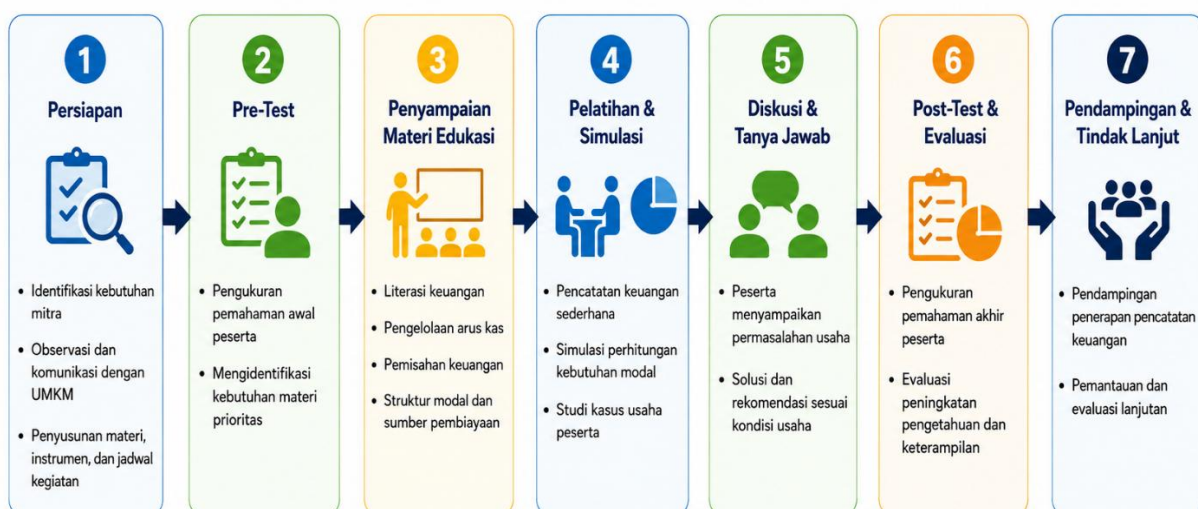 1
Persiapan
• Identifikasi kebutuhan
mitra
• Observasi dan
komunikasi dengan
UMKM
• Penyusunan materi,
instrumen, dan jadwal
kegiatan
2
Pre-Test
• Pengukuran
pemahaman awal
peserta
• Mengidentifikasi
kebutuhan materi
prioritas
3
Penyampaian
Materi Edukasi
• Literasi keuangan
• Pengelolaan arus kas
• Pemisahan keuangan
• Struktur modal dan
sumber pembiayaan
4
Pelatihan &
Simulasi
• Pencatatan keuangan
sederhana
• Simulasi perhitungan
kebutuhan modal
• Studi kasus usaha
peserta
5
Diskusi &
Tanya Jawab
• Peserta
menyampaikan
permasalahan usaha
• Solusi dan
rekomendasi sesuai
kondisi usaha
6
Post-Test &
Evaluasi
• Pengukuran
pemahaman akhir
peserta
• Evaluasi
peningkatan
pengetahuan dan
keterampilan
7
Pendampingan &
Tindak Lanjut
• Pendampingan
penerapan pencatatan
keuangan
• Pemantauan dan
evaluasi lanjutan